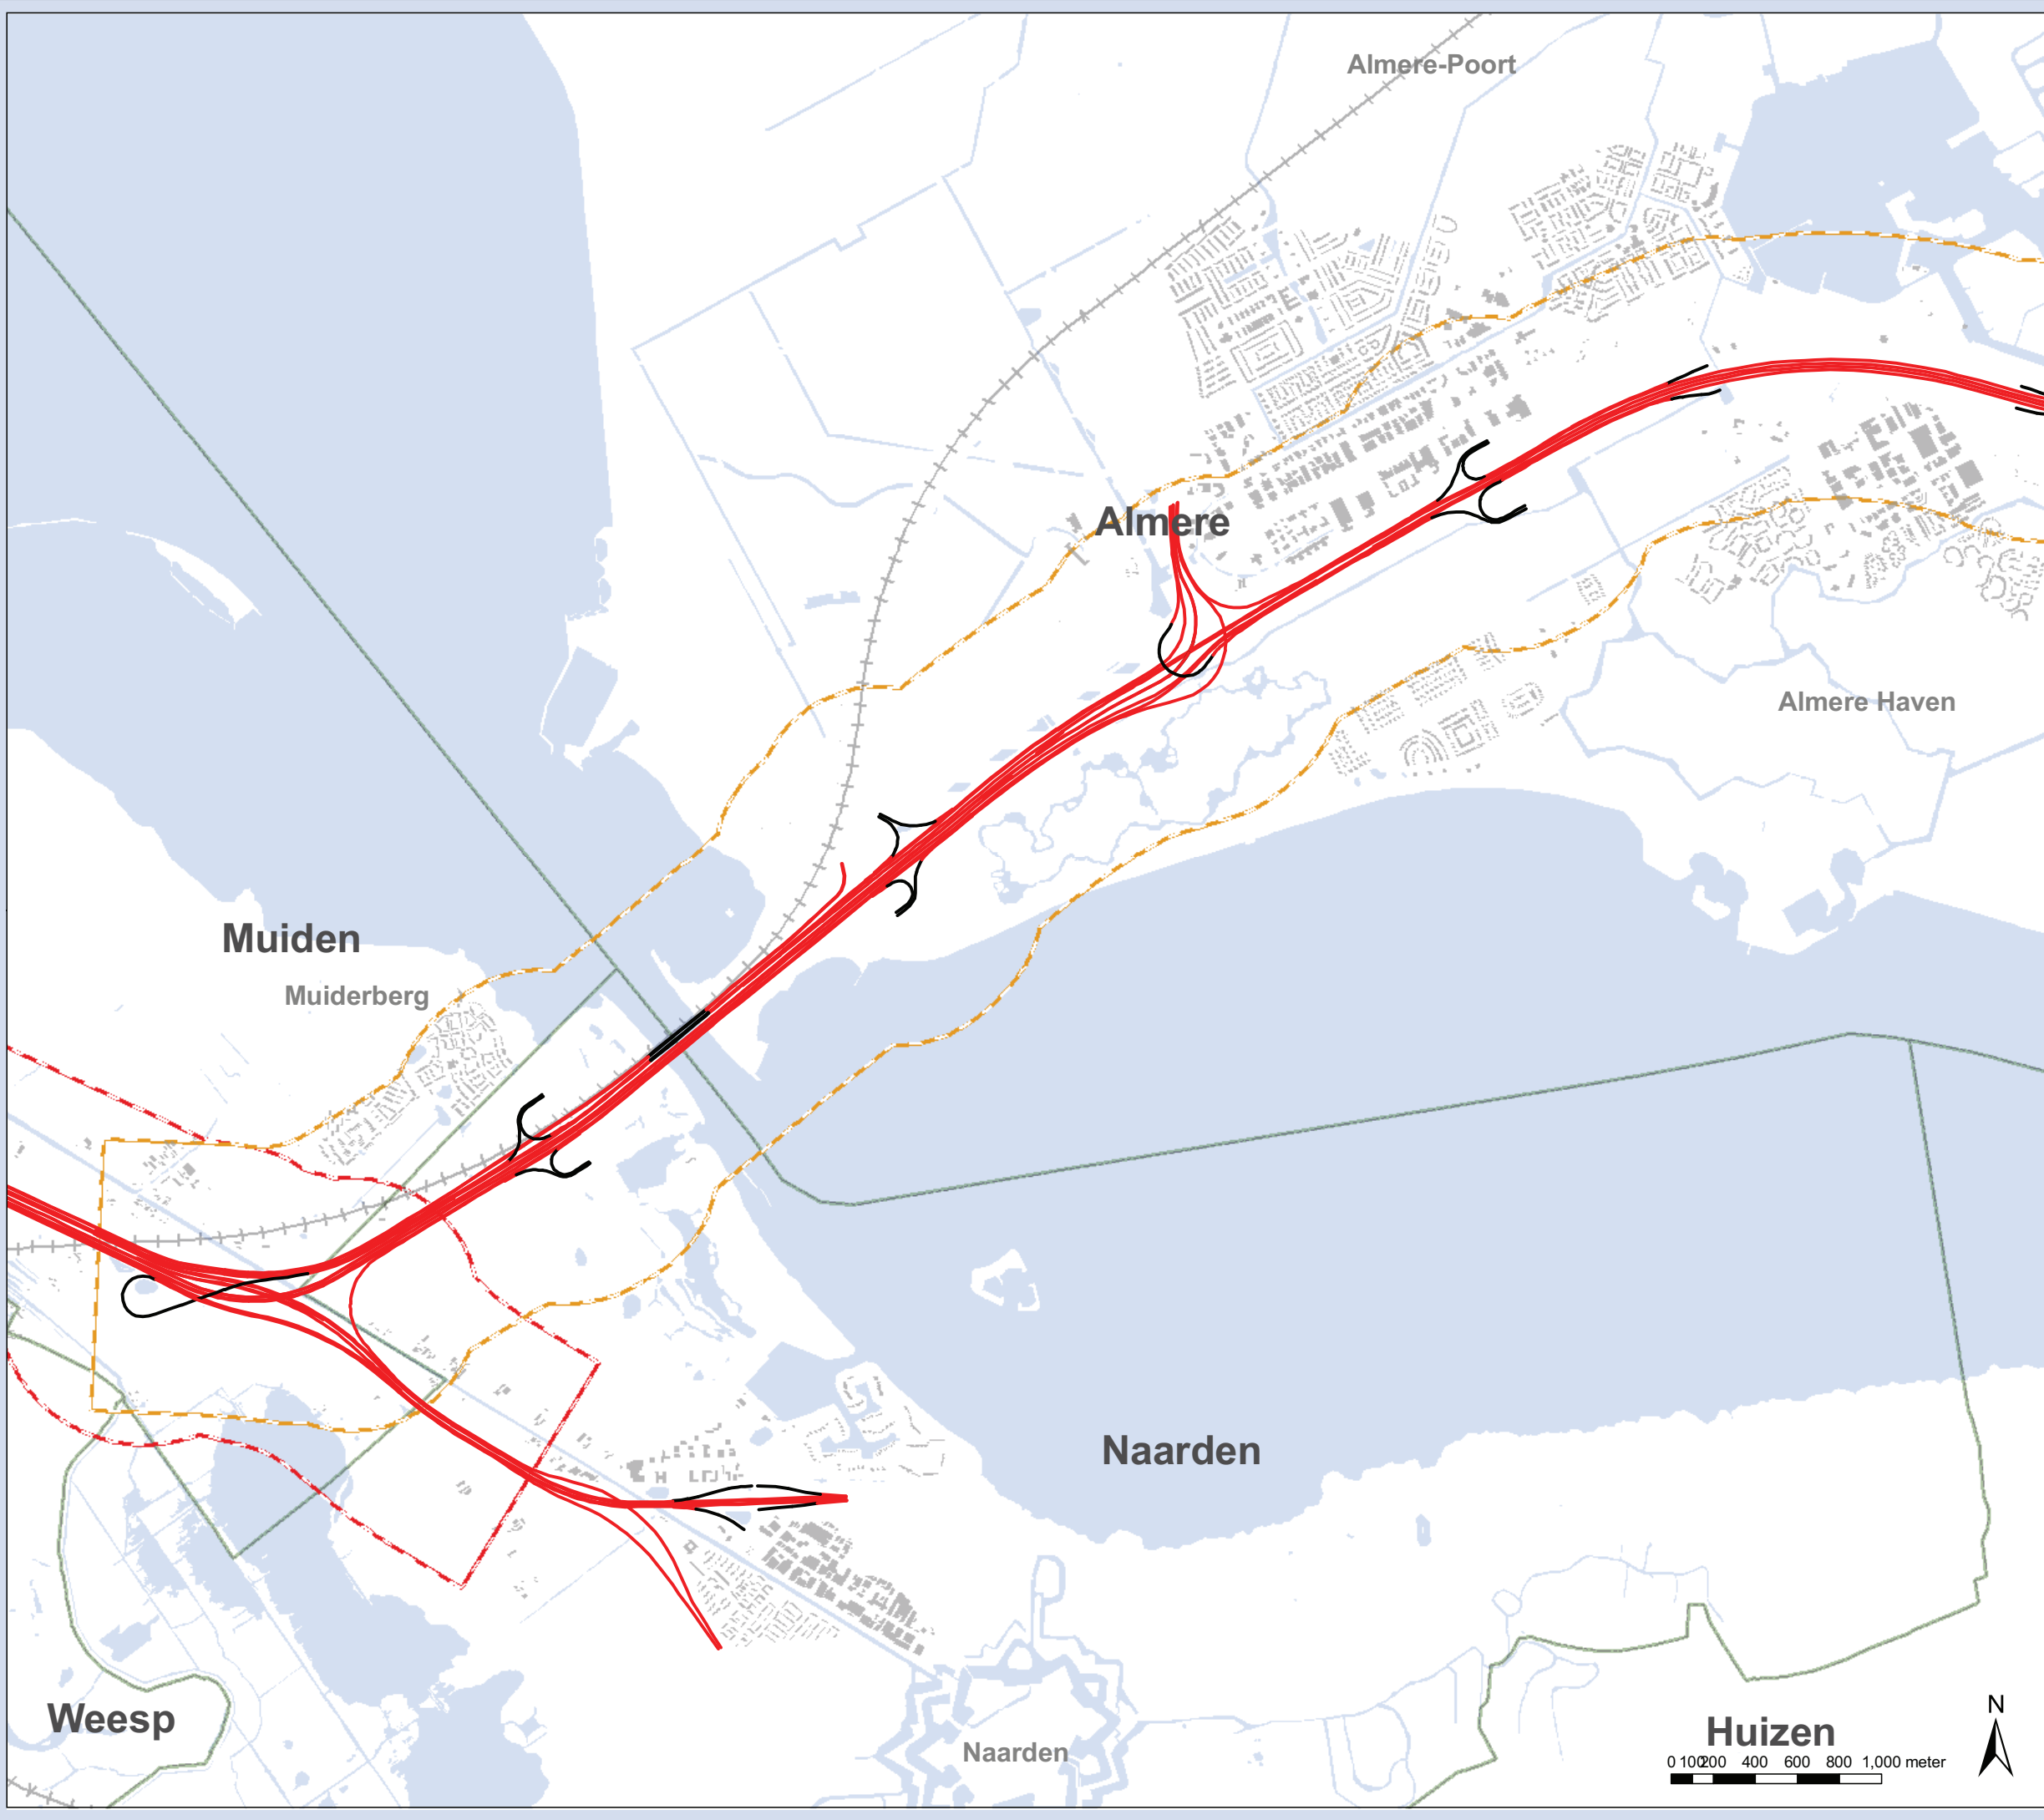 Almere-Poort
Almere
Almere Haven
Muiden
Muiderberg
Naarden
Weesp
Huizen
Naarden
N
0 100 200 400 600 800 1,000 meter